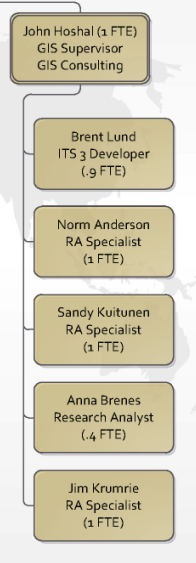 John Hoshal (1 FTE)
GIS Supervisor
GIS Consulting
Brent Lund
ITS 3 Developer
(.9 FTE)
Norm Anderson
RA Specialist
(1 FTE)
Sandy Kuitunen
RA Specialist
(1 FTE)
Anna Brenes
Research Analyst
(.4 FTE)
Jim Krumrie
RA Specialist
(1 FTE)